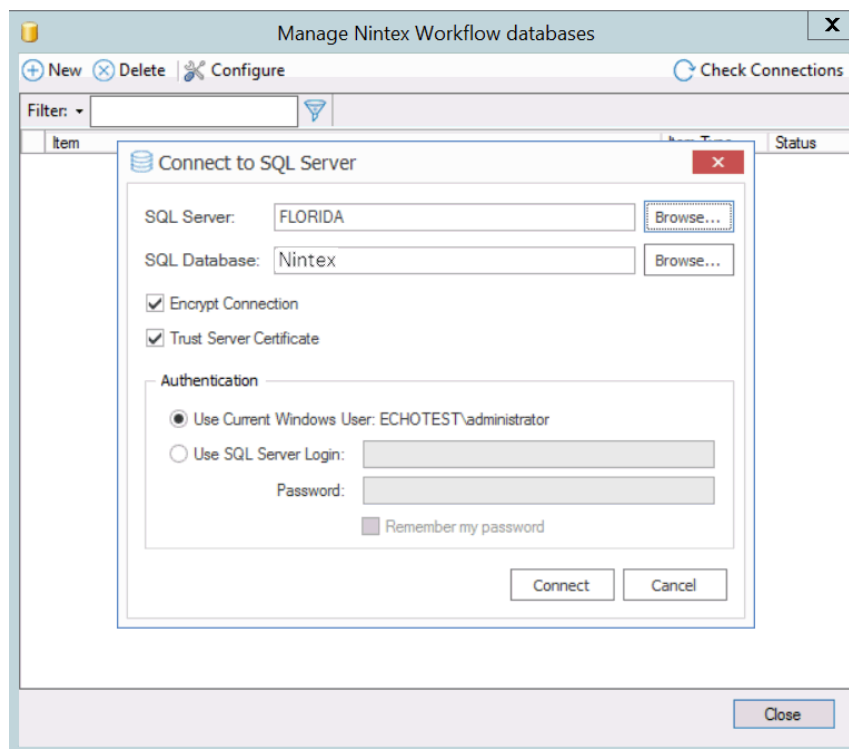 Manage Nintex Workflow databases
X
New Delete Configure Check Connections
Filter:
Item Status
Connect to SQL Server
SQL Server: FLORIDA Browse...
SQL Database: Nintex Browse...
Encrypt Connection
Trust Server Certificate
Authentication
Use Current Windows User: ECHOTEST\administrator
Use SQL Server Login:
Password:
Remember my password
Connect Cancel
Close